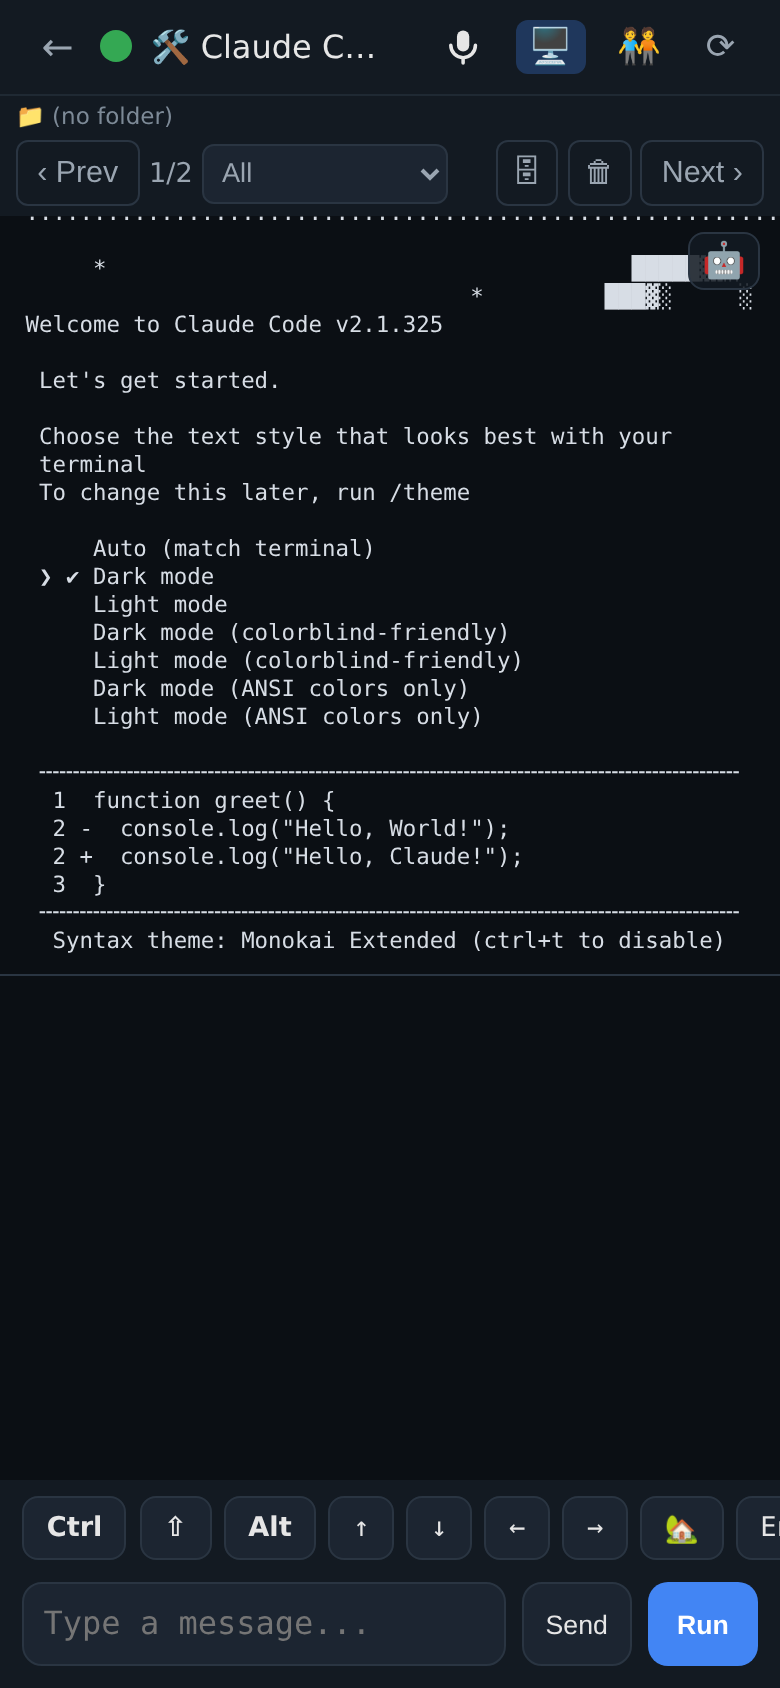 Claude C...
(no folder)
‹ Prev 1/2 All Next ›
Welcome to Claude Code v2.1.325
Let's get started.
Choose the text style that looks best with your
terminal
To change this later, run /theme
Auto (match terminal)
❯ ✔ Dark mode
Light mode
Dark mode (colorblind-friendly)
Light mode (colorblind-friendly)
Dark mode (ANSI colors only)
Light mode (ANSI colors only)
1  function greet() {
2 -  console.log("Hello, World!");
2 +  console.log("Hello, Claude!");
3  }
Syntax theme: Monokai Extended (ctrl+t to disable)
Ctrl ⇧ Alt ↑ ↓ ← →
Type a message... Send Run